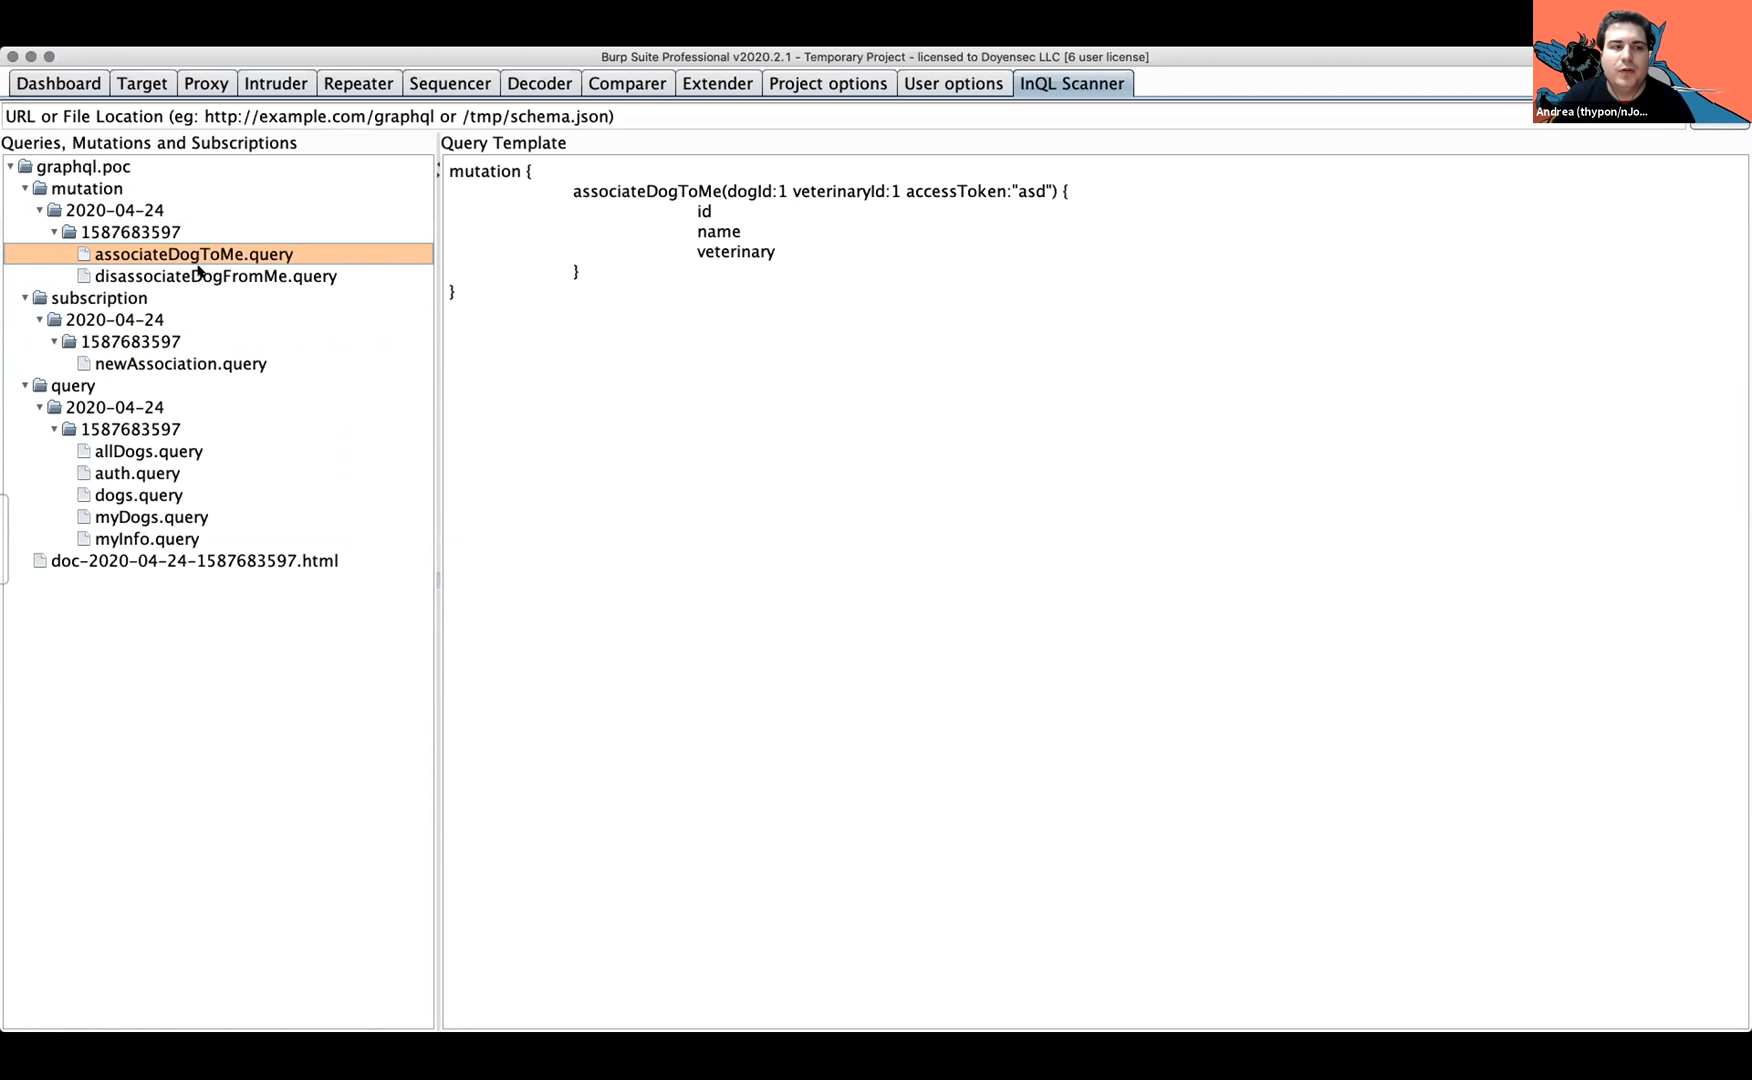 Burp Suite Professional v2020.2.1 - Temporary Project - licensed to Doyensec LLC [6 user license]
Dashboard Target Proxy Intruder Repeater Sequencer Decoder Comparer Extender Project options User options InQL Scanner
Andrea (thypon/nJo...
URL or File Location (eg: http://example.com/graphql or /tmp/schema.json)
Queries, Mutations and Subscriptions
graphql.poc
mutation
2020-04-24
1587683597
associateDogToMe.query
disassociateDogFromMe.query
subscription
2020-04-24
1587683597
newAssociation.query
query
2020-04-24
1587683597
allDogs.query
auth.query
dogs.query
myDogs.query
myInfo.query
doc-2020-04-24-1587683597.html
Query Template
mutation {
associateDogToMe(dogId:1 veterinaryId:1 accessToken:"asd") {
id
name
veterinary
}
}